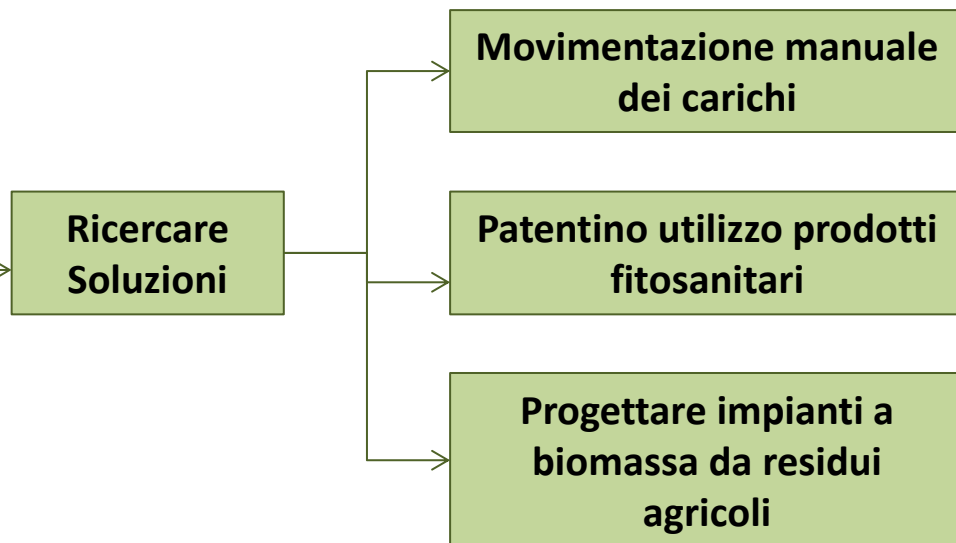 Movimentazione manuale
dei carichi
Ricercare
Soluzioni
Patentino utilizzo prodotti
fitosanitari
Progettare impianti a
biomassa da residui
agricoli